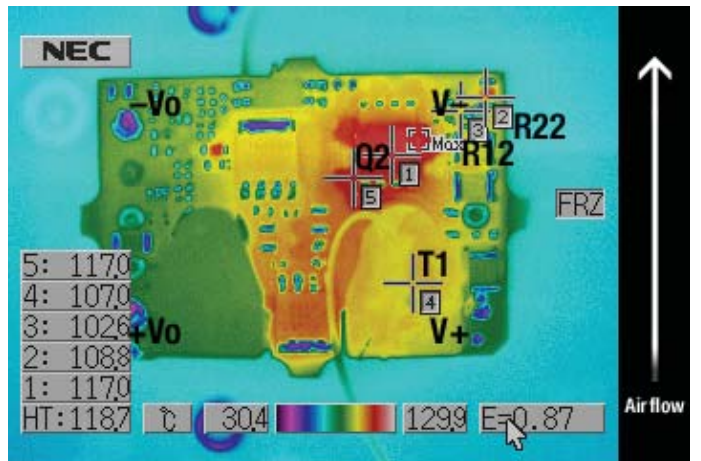 NEC
-Vo
V-
2
3
R22
Max
R12
Q2
1
5
FRZ
5: 117.0
4: 107.0
3: 102.6
2: 108.8
1: 117.0
T1
4
+Vo
V+
HT:118.7
℃
30.4
129.9
E=0.87
Airflow